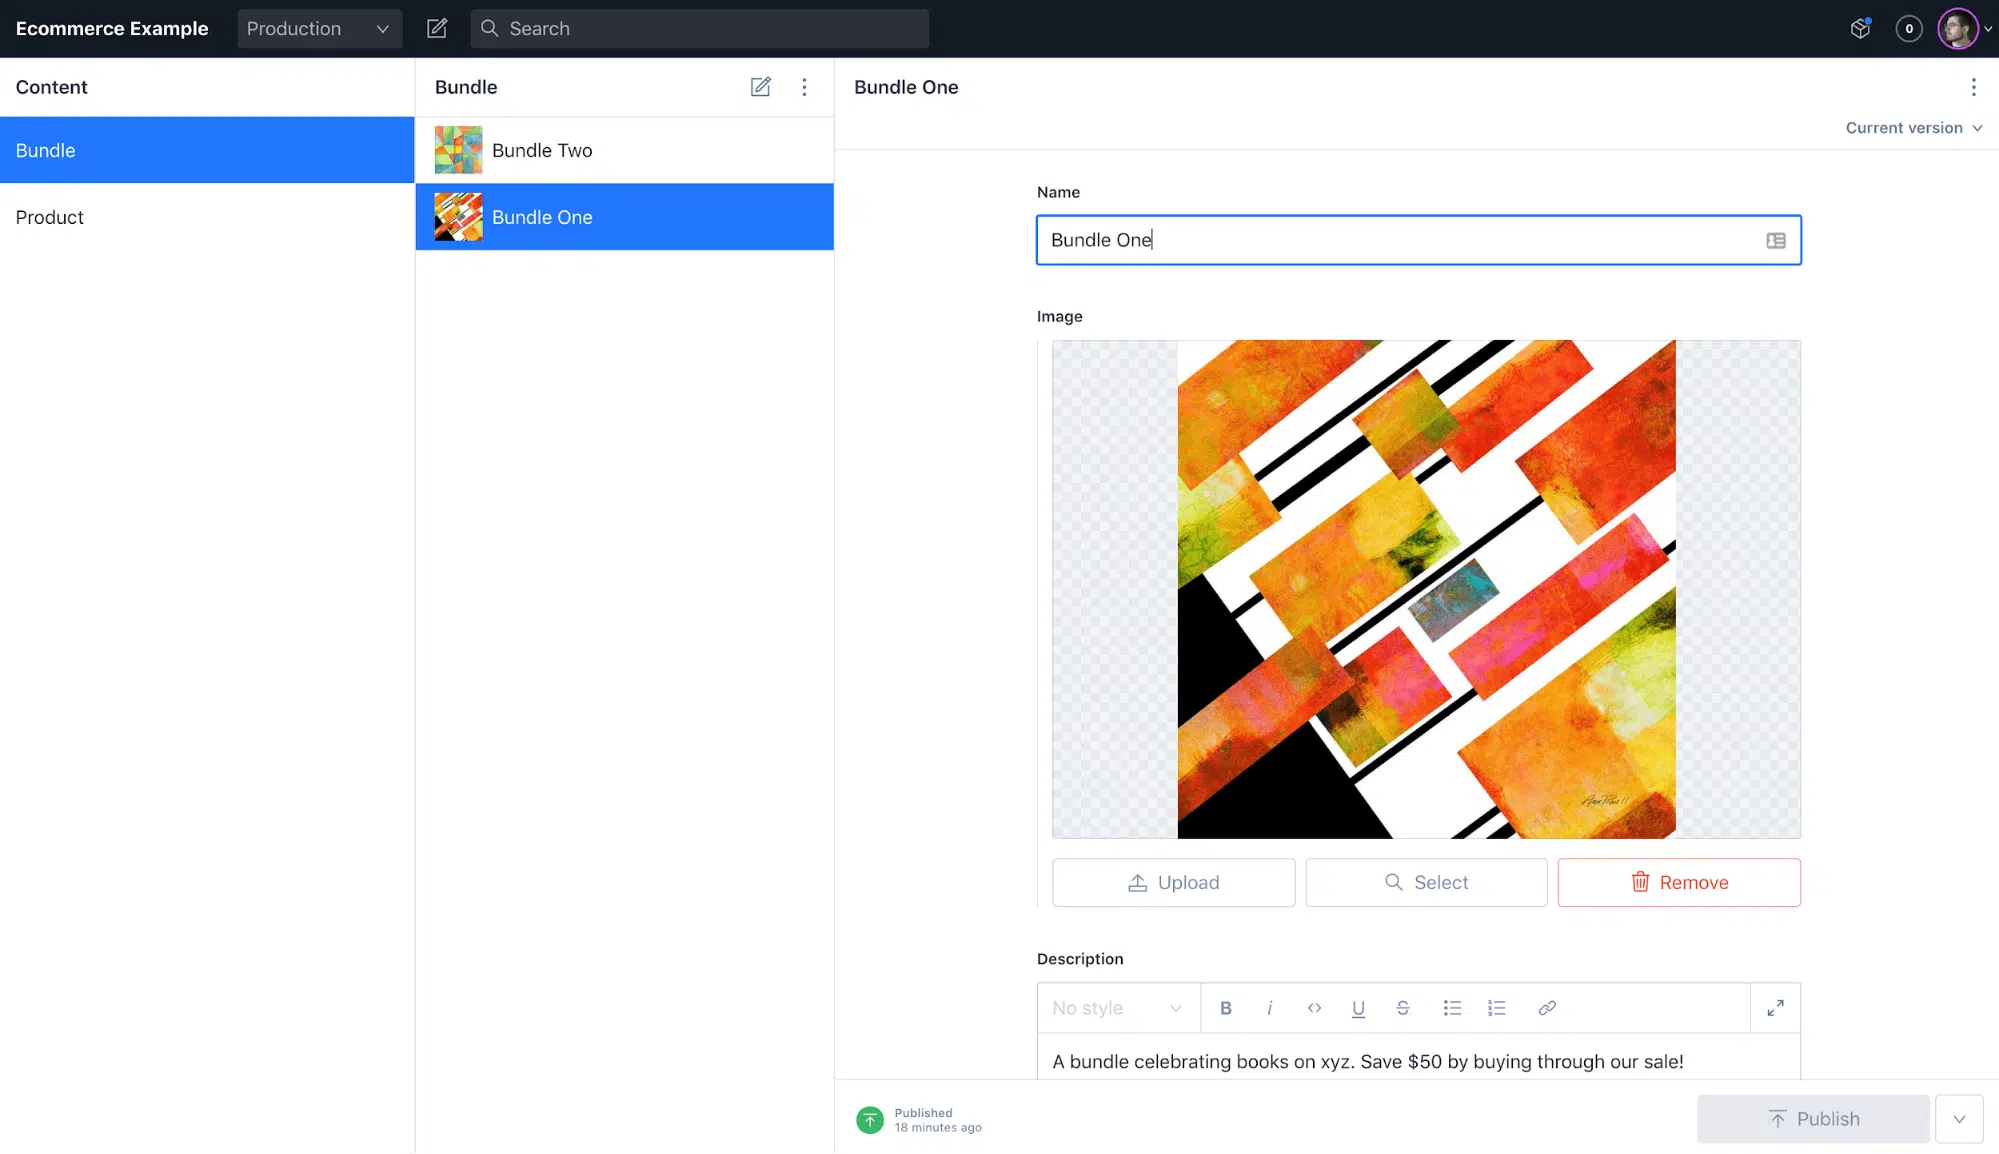 Ecommerce Example
Production
Search
0
Content
Bundle
Product
Bundle
Bundle Two
Bundle One
Bundle One
Current version
Name
Bundle One
Image
Upload
Select
Remove
Description
No style
B i <> U S
A bundle celebrating books on xyz. Save $50 by buying through our sale!
Published
18 minutes ago
Publish